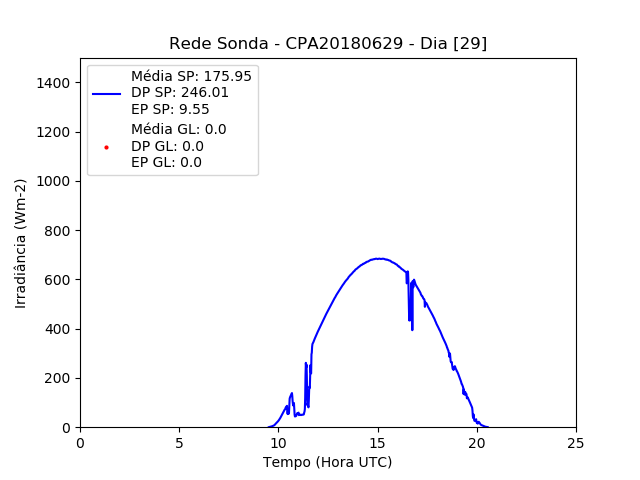 Rede Sonda - CPA20180629 - Dia [29]
Média SP: 175.95
DP SP: 246.01
EP SP: 9.55
Média GL: 0.0
DP GL: 0.0
EP GL: 0.0
Irradiância (Wm-2)
1400
1200
1000
800
600
400
200
0
0 5 10 15 20 25
Tempo (Hora UTC)